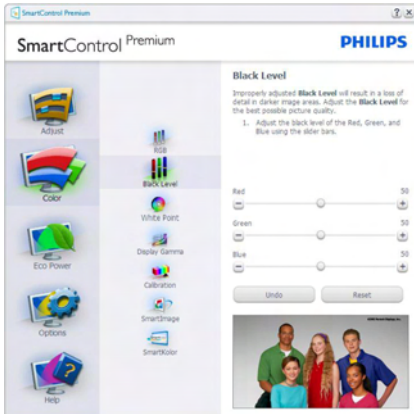 SmartControl Premium
SmartControl Premium
PHILIPS
Adjust
Color
Eco Power
Options
Help
RGB
Black Level
White Point
Display Gamma
Calibration
SmartImage
SmartKolor
Black Level
Improperly adjusted Black Level will result in a loss of
detail in darker image areas. Adjust the Black Level for
the best possible picture quality.
1. Adjust the black level of the Red, Green, and
Blue using the slider bars.
Red 50
Green 50
Blue 50
Undo Reset